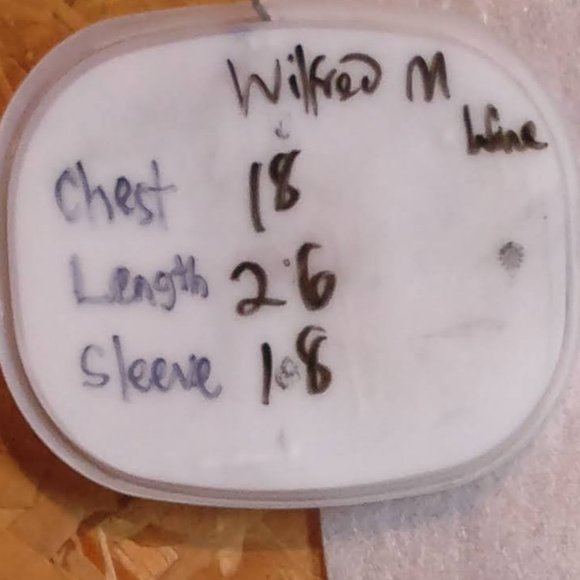 Wilfred M
Wine
Chest 18
Length 26
Sleeve 18